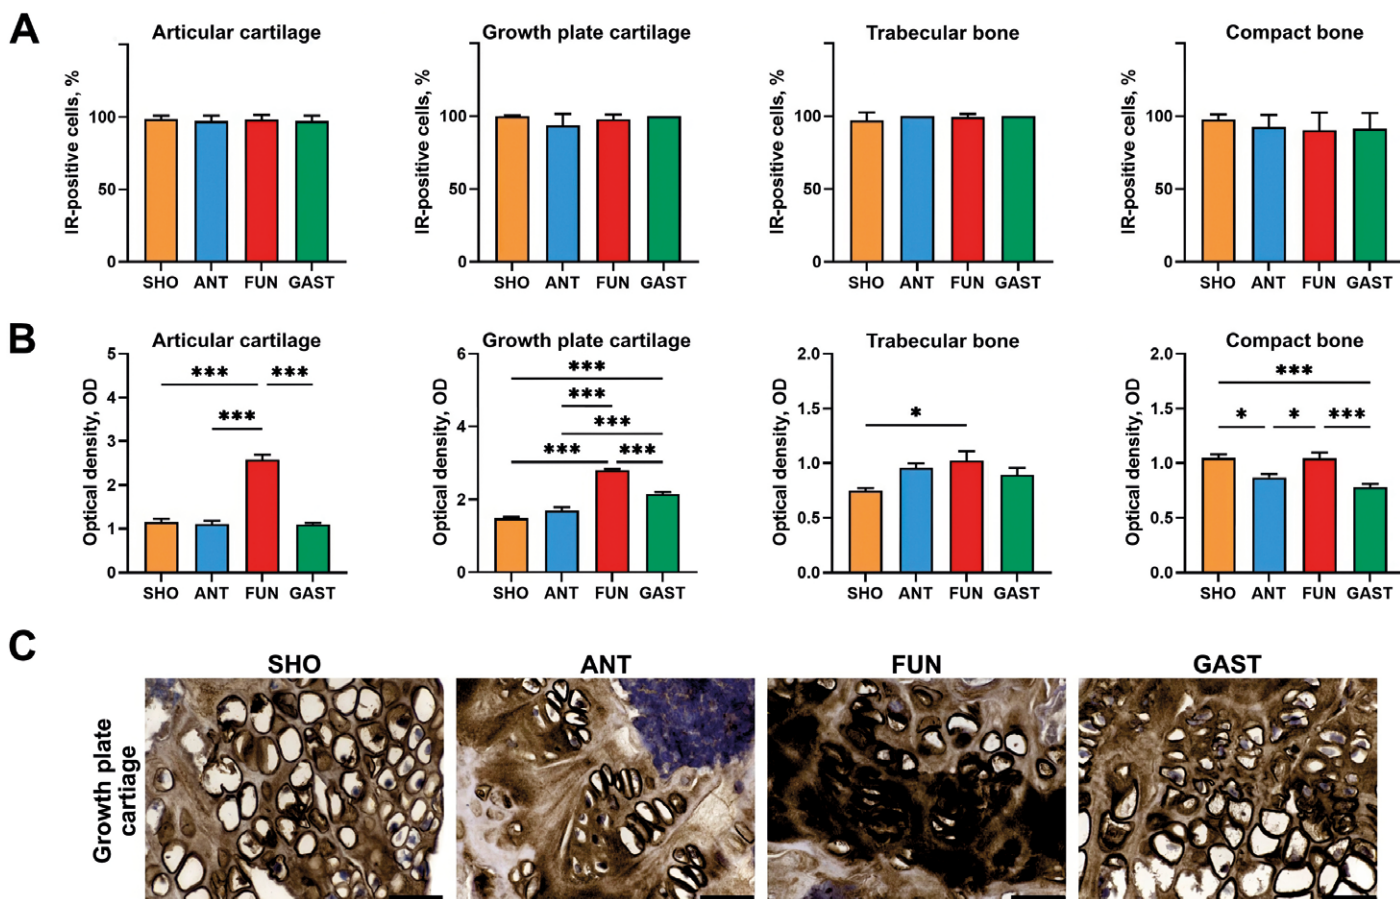 A
Articular cartilage
Growth plate cartilage
Trabecular bone
Compact bone
IR-positive cells, %
100
50
0
SHO ANT FUN GAST
IR-positive cells, %
100
50
0
SHO ANT FUN GAST
IR-positive cells, %
100
50
0
SHO ANT FUN GAST
IR-positive cells, %
100
50
0
SHO ANT FUN GAST
B
Articular cartilage
Growth plate cartilage
Trabecular bone
Compact bone
Optical density, OD
5
4
3
2
1
0
*** ***
***
SHO ANT FUN GAST
Optical density, OD
6
4
2
0
***
***
***
*** ***
SHO ANT FUN GAST
Optical density, OD
2.0
1.5
1.0
0.5
0.0
*
SHO ANT FUN GAST
Optical density, OD
2.0
1.5
1.0
0.5
0.0
***
* * ***
SHO ANT FUN GAST
C
SHO
ANT
FUN
GAST
Growth plate
cartiage